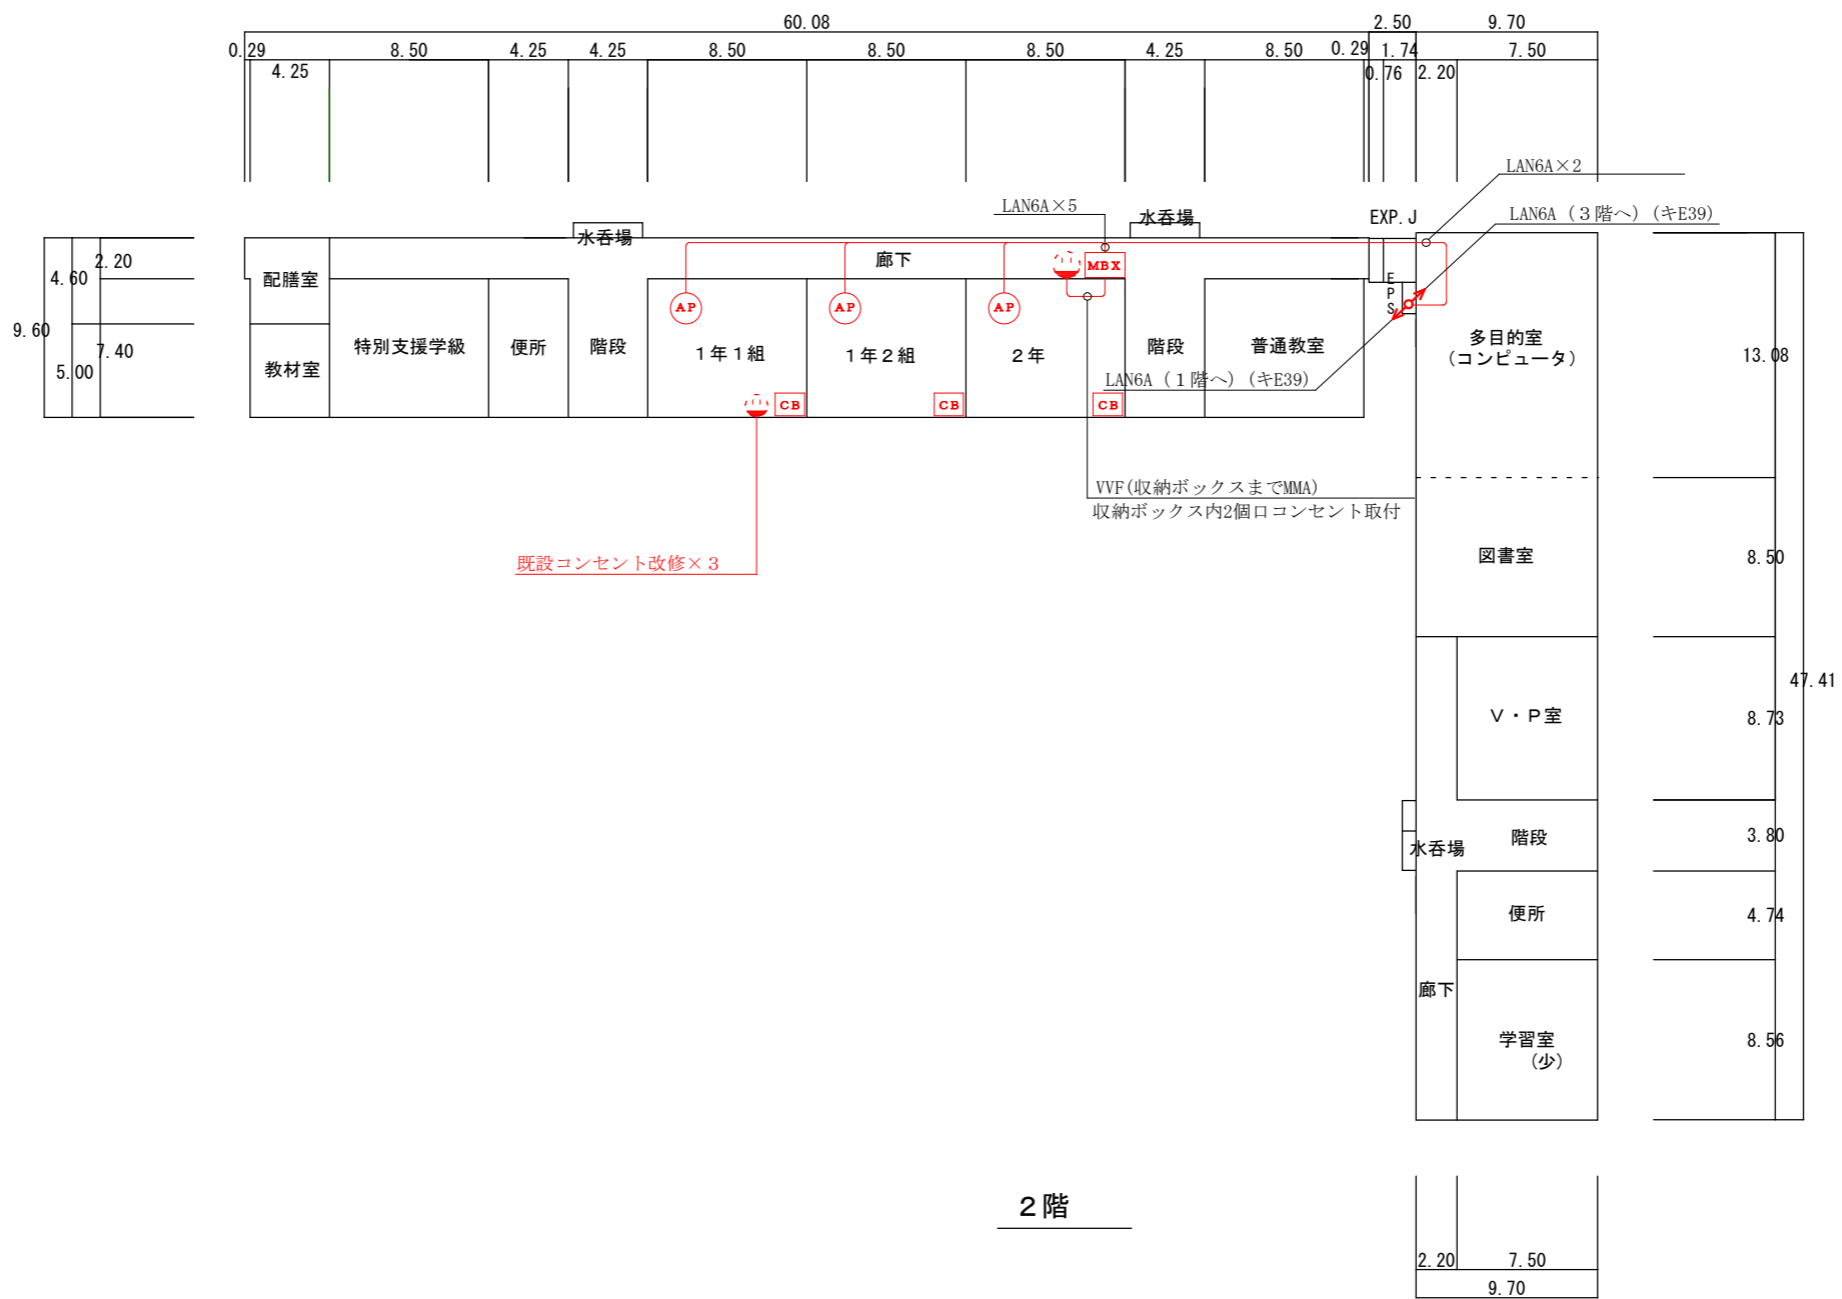 60.08
2.50
9.70
0.29
8.50
4.25
4.25
8.50
8.50
8.50
4.25
8.50
0.29
1.74
7.50
4.25
0.76
2.20
LAN6A×2
LAN6A×5
水呑場
EXP.J
LAN6A（３階へ）(キE39)
水呑場
2.20
4.60
配膳室
廊下
MBX
EPS
AP
AP
AP
9.60
7.40
5.00
教材室
特別支援学級
便所
階段
１年１組
１年２組
２年
階段
普通教室
多目的室
（コンピュータ）
13.08
LAN6A（１階へ）(キE39)
CB
CB
CB
VVF(収納ボックスまでMMA)
収納ボックス内2個口コンセント取付
既設コンセント改修×３
図書室
8.50
47.41
Ｖ・Ｐ室
8.73
階段
3.80
水呑場
便所
4.74
廊下
学習室
（少）
8.56
２階
2.20
7.50
9.70